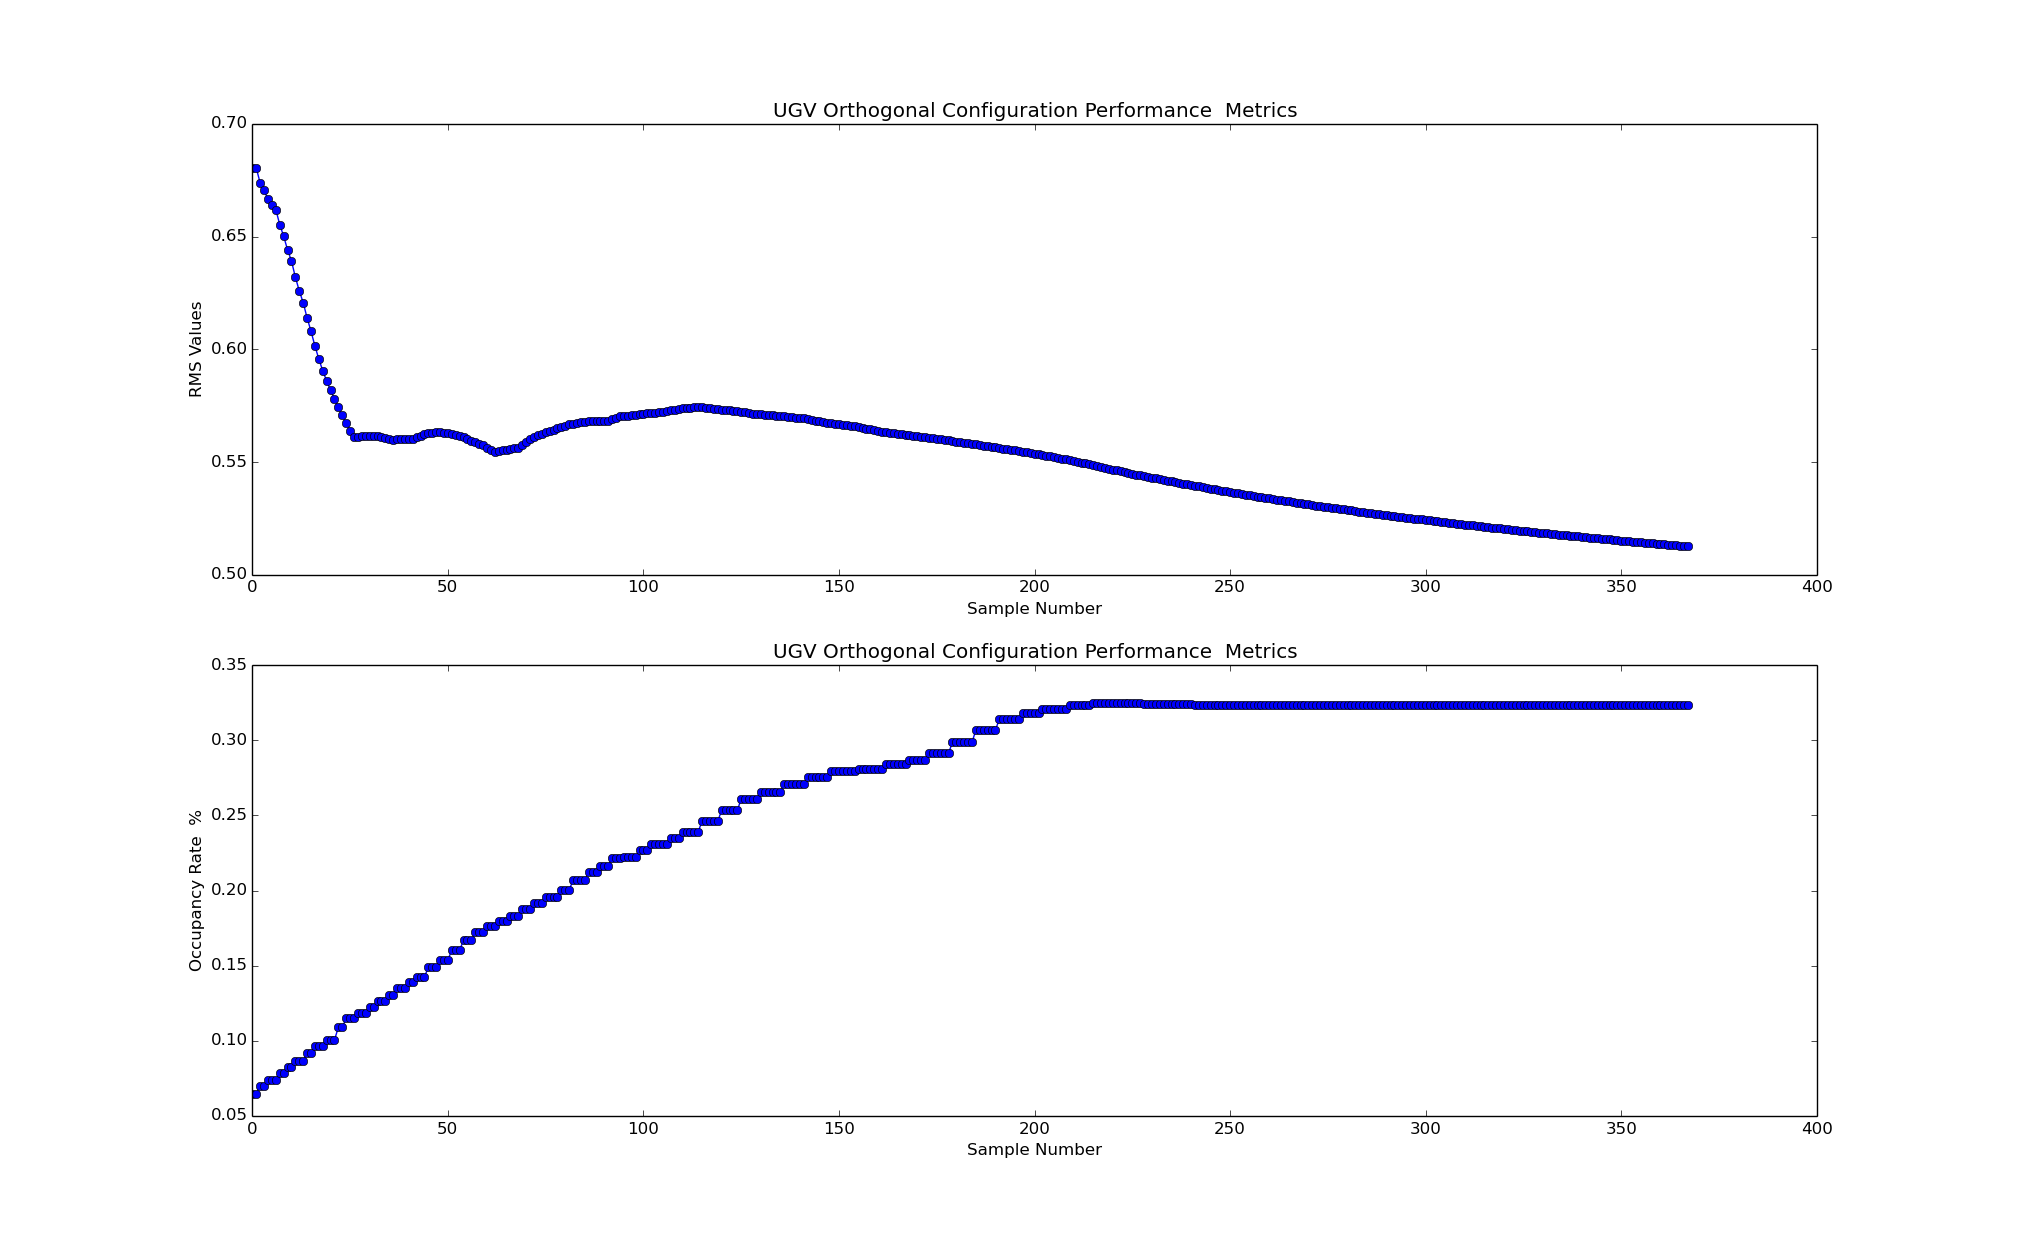 UGV Orthogonal Configuration Performance  Metrics
0.70
0.65
0.60
0.55
0.50
RMS Values
0 50 100 150 200 250 300 350 400
Sample Number
UGV Orthogonal Configuration Performance  Metrics
0.35
0.30
0.25
0.20
0.15
0.10
0.05
Occupancy Rate  %
0 50 100 150 200 250 300 350 400
Sample Number